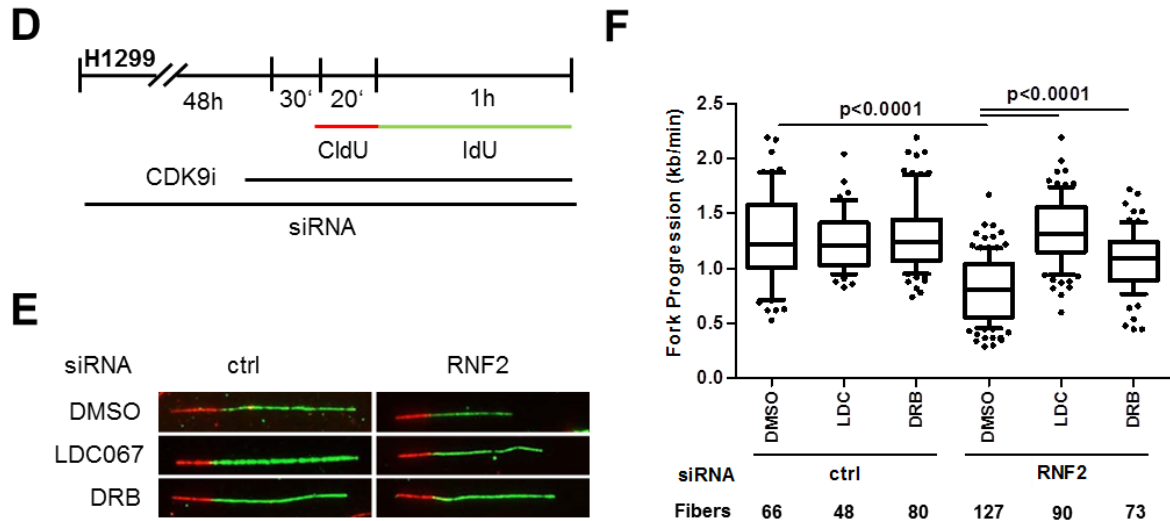 D
H1299
48h 30‘ 20‘ 1h
CldU IdU
CDK9i
siRNA
E
siRNA ctrl RNF2
DMSO
LDC067
DRB
F
p<0.0001
p<0.0001
Fork Progression (kb/min)
2.5
2.0
1.5
1.0
0.5
0.0
DMSO LDC DRB DMSO LDC DRB
siRNA ctrl RNF2
Fibers 66 48 80 127 90 73